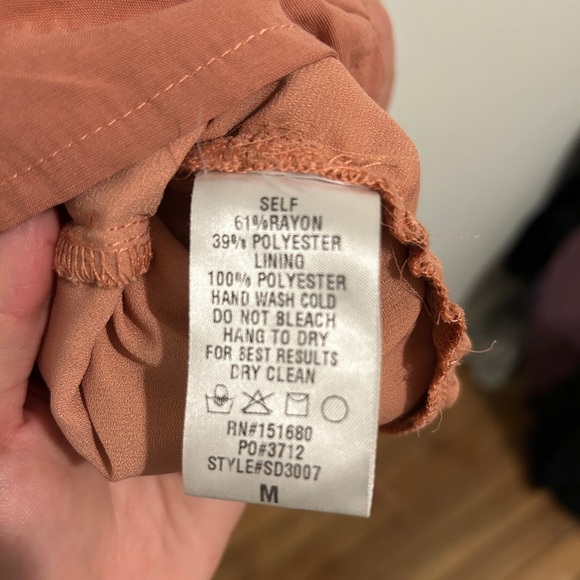 SELF
61%RAYON
39% POLYESTER
LINING
100% POLYESTER
HAND WASH COLD
DO NOT BLEACH
HANG TO DRY
FOR BEST RESULTS
DRY CLEAN
RN#151680
PO#3712
STYLE#SD3007
M